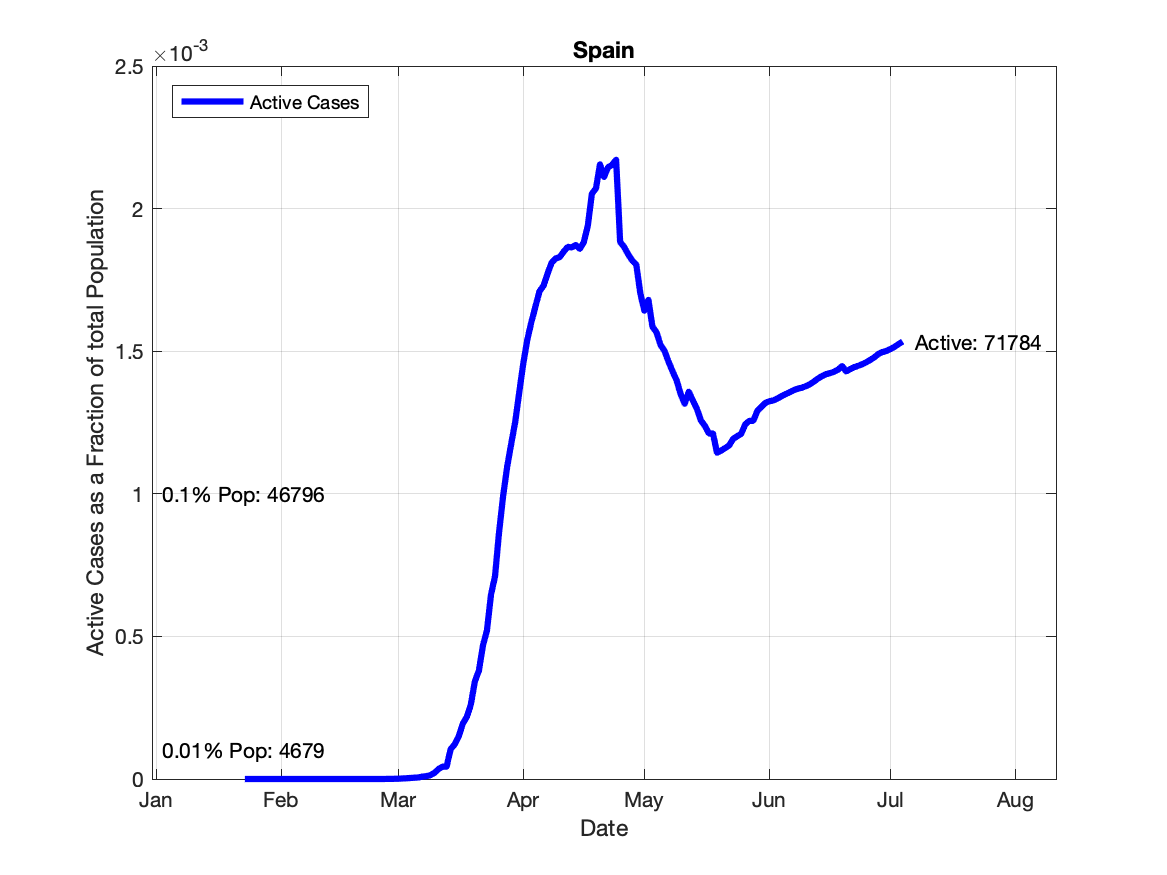 Spain
×10-3
Active Cases
2.5
2
1.5
1
0.5
0
Active Cases as a Fraction of total Population
Active: 71784
0.1% Pop: 46796
0.01% Pop: 4679
Jan Feb Mar Apr May Jun Jul Aug
Date